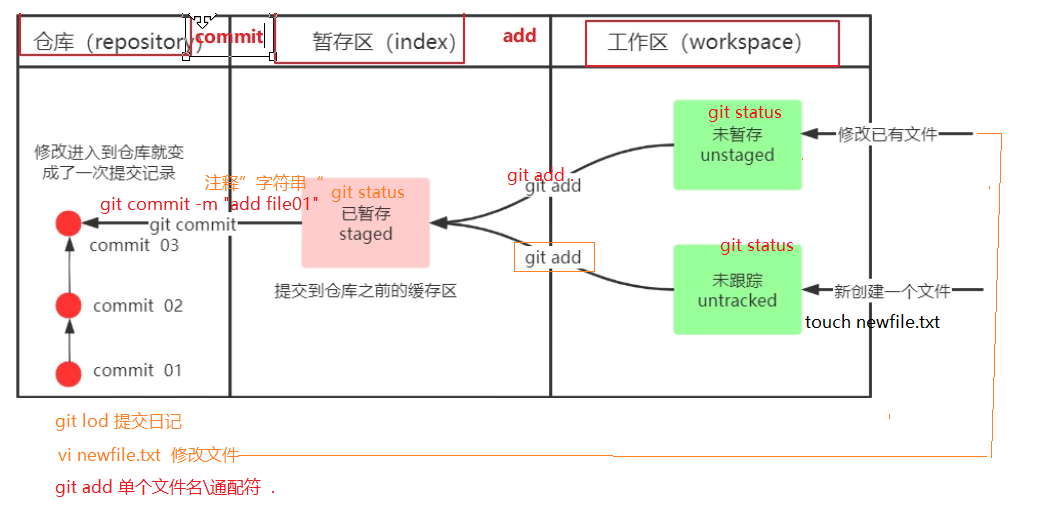 仓库（repository）
commit
暂存区（index）
add
工作区（workspace）
git status
未暂存
unstaged
修改已有文件
修改进入到仓库就变
成了一次提交记录
注释”字符串“
git commit -m "add file01"
git commit
git status
已暂存
staged
git add .
git add
git add
git status
未跟踪
untracked
新创建一个文件
touch newfile.txt
提交到仓库之前的缓存区
commit 03
commit 02
commit 01
git lod 提交日记
vi newfile.txt 修改文件
git add 单个文件名\通配符 .